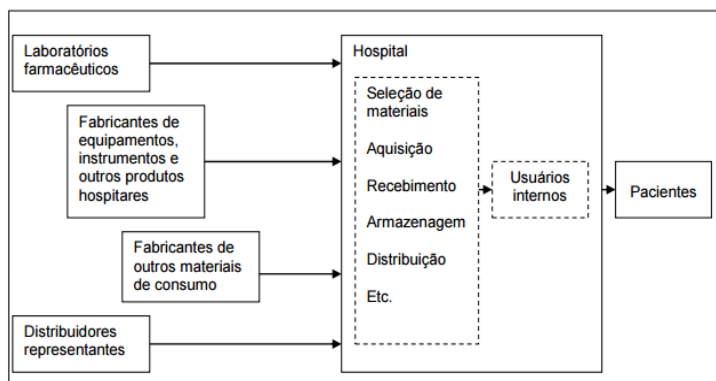 Laboratórios
farmacêuticos
Fabricantes de
equipamentos,
instrumentos e
outros produtos
hospitares
Fabricantes de
outros materiais
de consumo
Distribuidores
representantes
Hospital
Seleção de
materiais
Aquisição
Recebimento
Armazenagem
Distribuição
Etc.
Usuários
internos
Pacientes